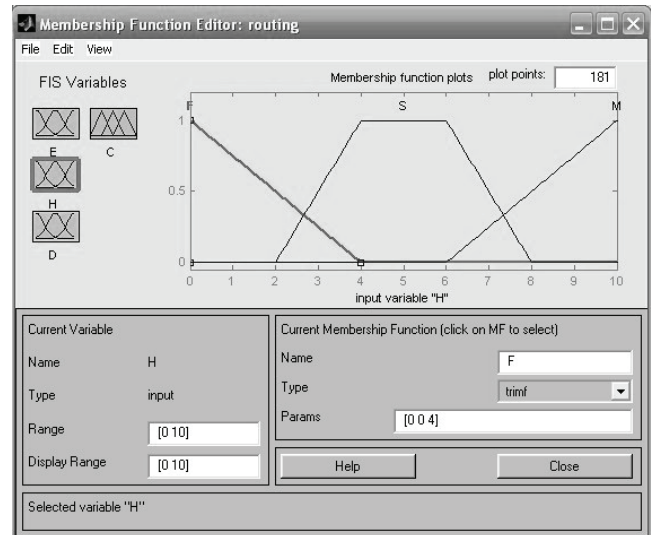 Membership Function Editor: routing
File Edit View
FIS Variables
Membership function plots plot points: 181
E C
H
D
F S M
1
0.5
0
0 1 2 3 4 5 6 7 8 9 10
input variable "H"
Current Variable
Name H
Type input
Range [0 10]
Display Range [0 10]
Current Membership Function (click on MF to select)
Name F
Type trimf
Params [0 0 4]
Help Close
Selected variable "H"